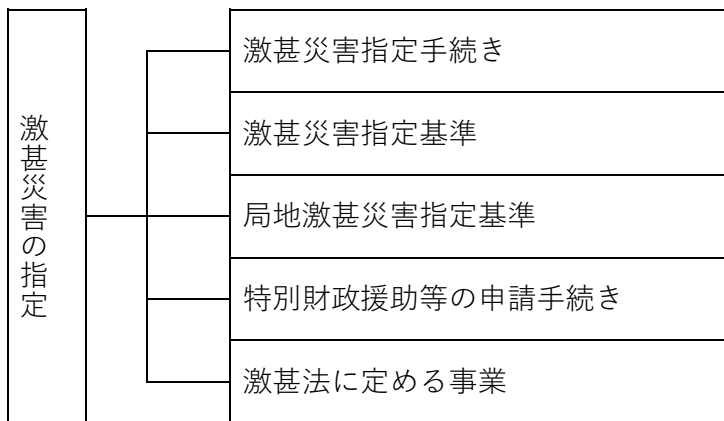 激甚災害の指定
激甚災害指定手続き
激甚災害指定基準
局地激甚災害指定基準
特別財政援助等の申請手続き
激甚法に定める事業